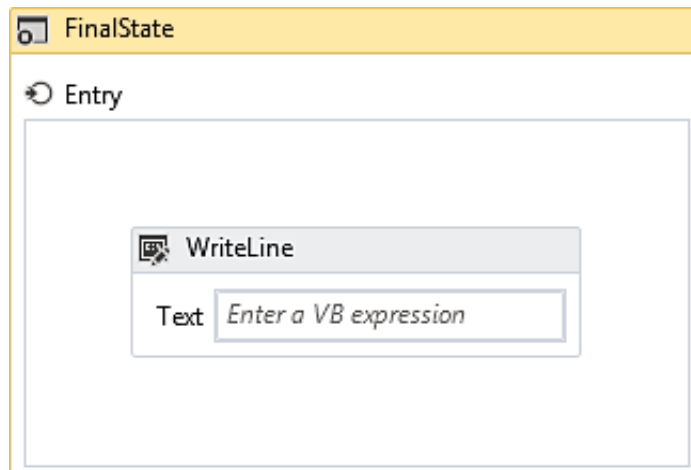 FinalState
Entry
WriteLine
Text Enter a VB expression